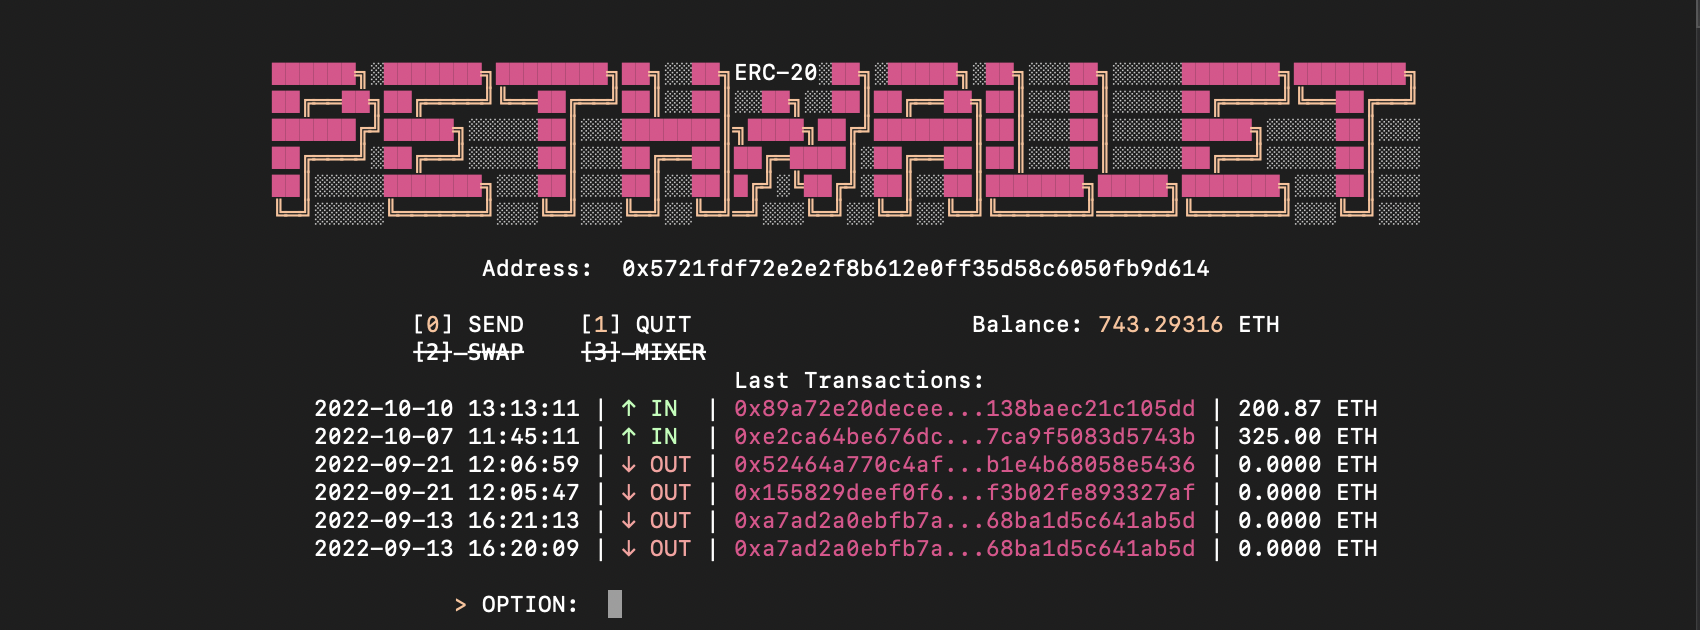 ERC-20
PETH WALLET
Address: 0x5721fdf72e2e2f8b612e0ff35d58c6050fb9d614
[0] SEND [1] QUIT Balance: 743.29316 ETH
[2] SWAP [3] MIXER
Last Transactions:
2022-10-10 13:13:11 | ↑ IN | 0x89a72e20decee...138baec21c105dd | 200.87 ETH
2022-10-07 11:45:11 | ↑ IN | 0xe2ca64be676dc...7ca9f5083d5743b | 325.00 ETH
2022-09-21 12:06:59 | ↓ OUT | 0x52464a770c4af...b1e4b68058e5436 | 0.0000 ETH
2022-09-21 12:05:47 | ↓ OUT | 0x155829deef0f6...f3b02fe893327af | 0.0000 ETH
2022-09-13 16:21:13 | ↓ OUT | 0xa7ad2a0ebfb7a...68ba1d5c641ab5d | 0.0000 ETH
2022-09-13 16:20:09 | ↓ OUT | 0xa7ad2a0ebfb7a...68ba1d5c641ab5d | 0.0000 ETH
> OPTION: